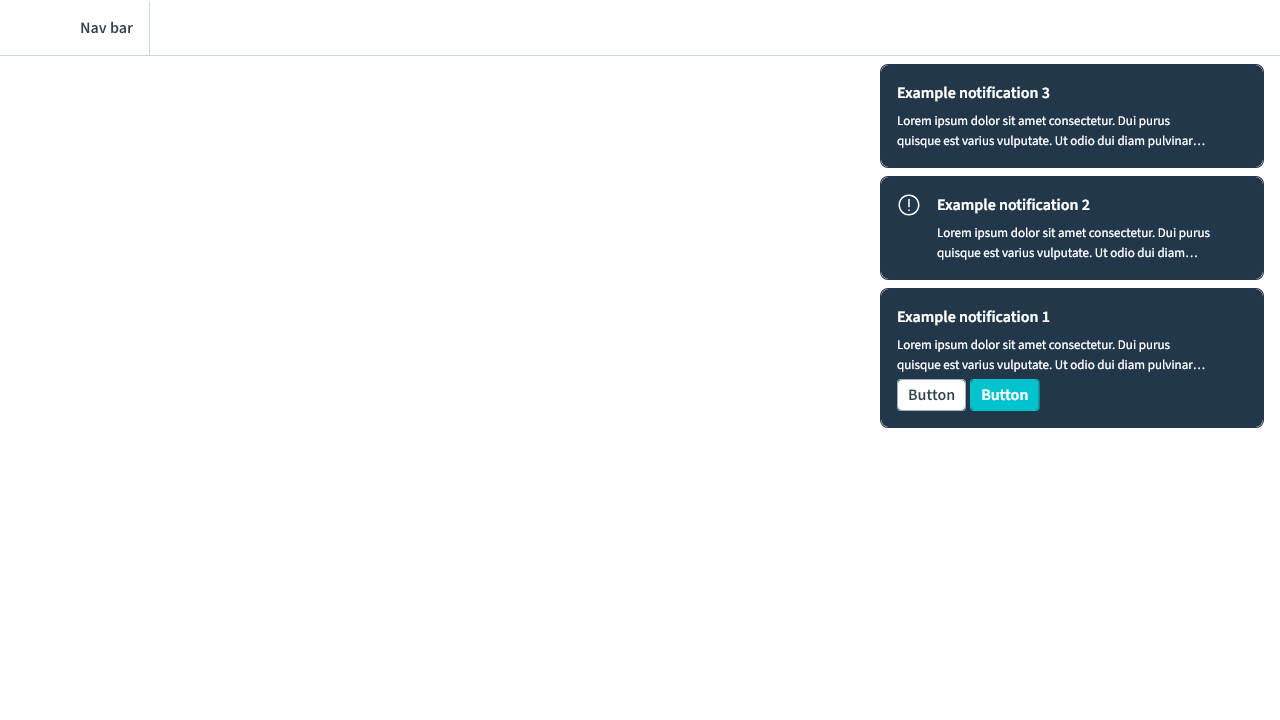 Nav bar
Example notification 3
Lorem ipsum dolor sit amet consectetur. Dui purus
quisque est varius vulputate. Ut odio dui diam pulvinar…
Example notification 2
Lorem ipsum dolor sit amet consectetur. Dui purus
quisque est varius vulputate. Ut odio dui diam…
Example notification 1
Lorem ipsum dolor sit amet consectetur. Dui purus
quisque est varius vulputate. Ut odio dui diam pulvinar…
Button Button